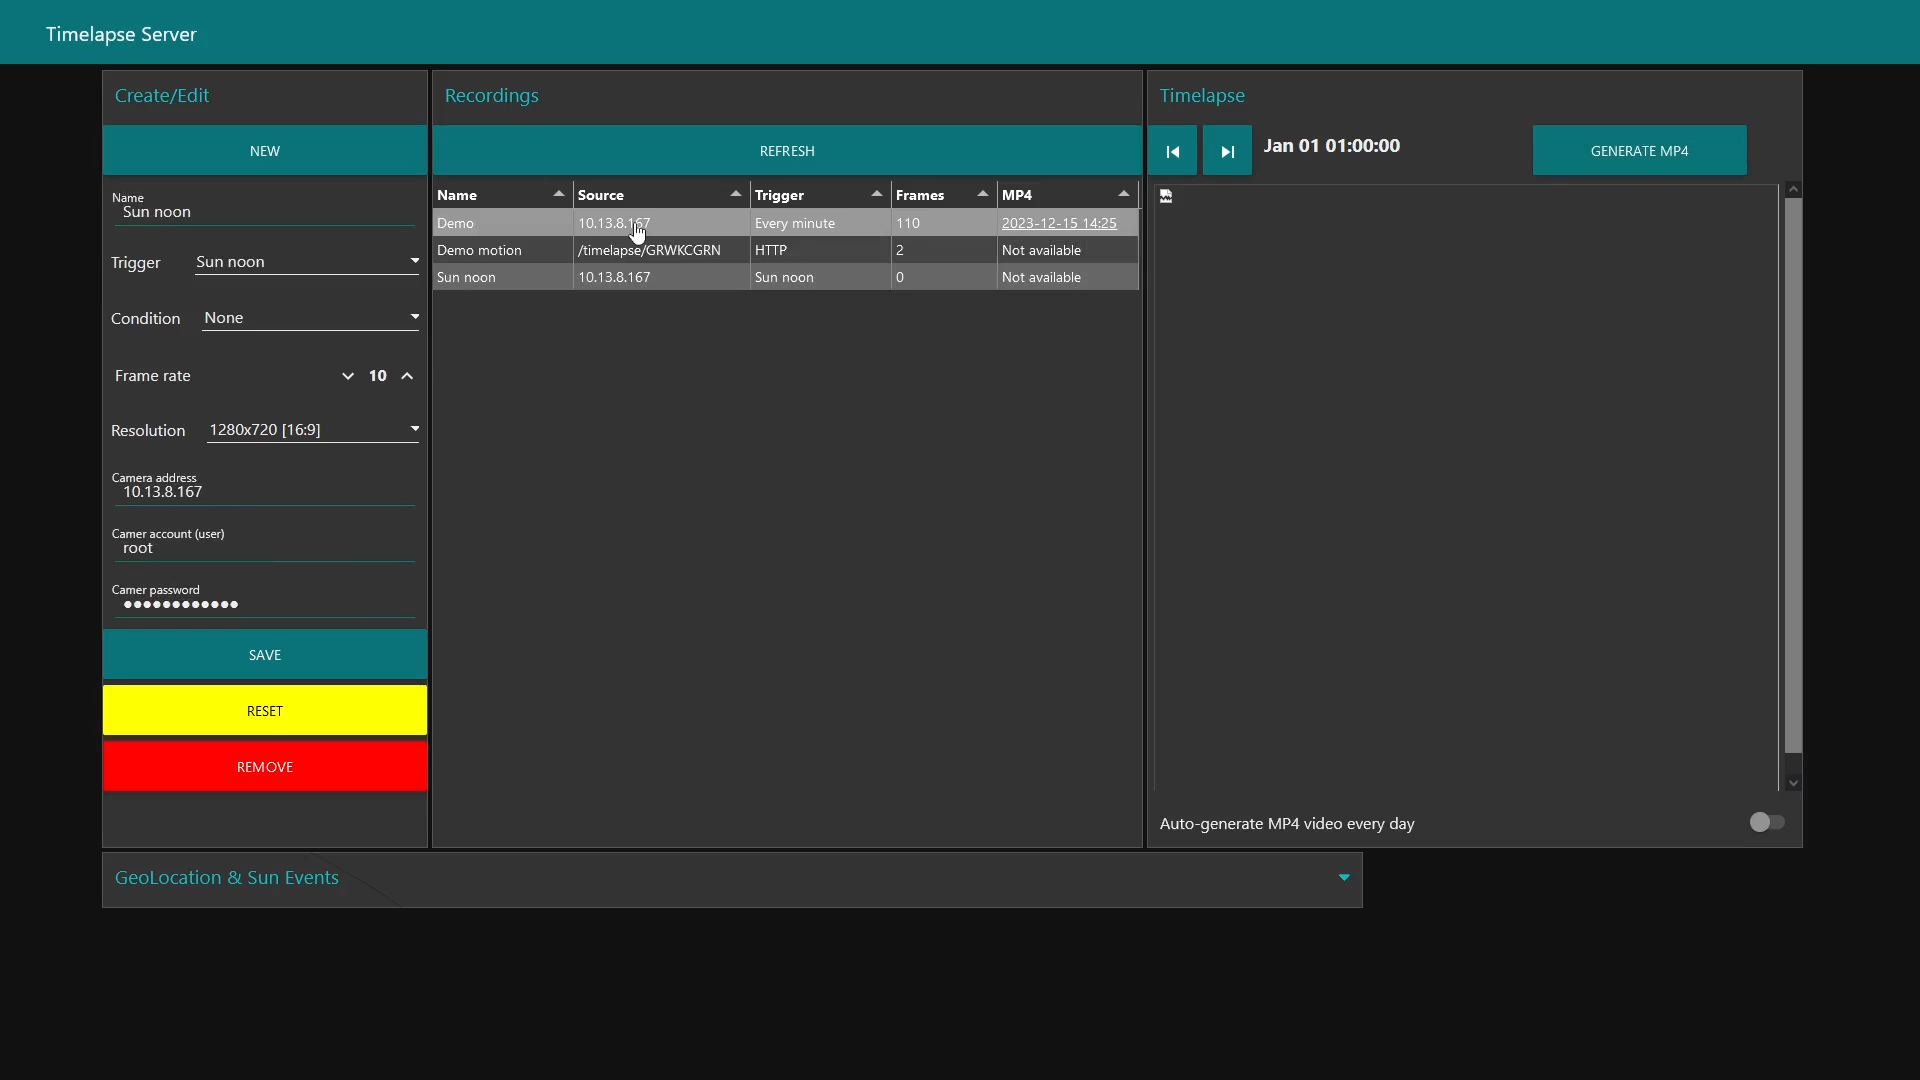 Timelapse Server
Create/Edit
NEW
Name
Sun noon
Trigger Sun noon
Condition None
Frame rate 10
Resolution 1280x720 [16:9]
Camera address
10.13.8.167
Camer account (user)
root
Camer password
●●●●●●●●●●●●
SAVE
RESET
REMOVE
Recordings
REFRESH
Name Source Trigger Frames MP4
Demo 10.13.8.167 Every minute 110 2023-12-15 14:25
Demo motion /timelapse/GRWKCGRN HTTP 2 Not available
Sun noon 10.13.8.167 Sun noon 0 Not available
Timelapse
Jan 01 01:00:00
GENERATE MP4
Auto-generate MP4 video every day
GeoLocation & Sun Events